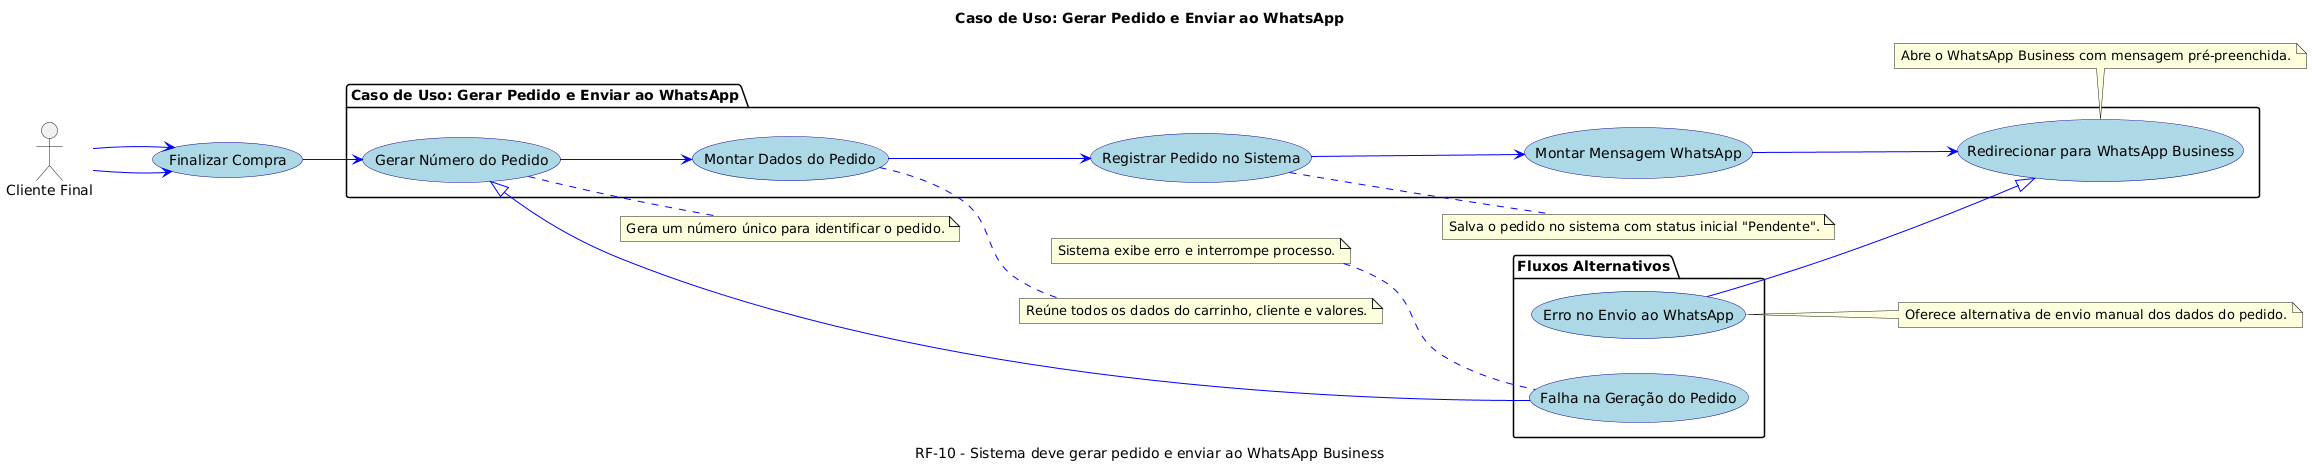 Caso de Uso: Gerar Pedido e Enviar ao WhatsApp
Abre o WhatsApp Business com mensagem pré-preenchida.
Caso de Uso: Gerar Pedido e Enviar ao WhatsApp
Cliente Final
Finalizar Compra
Gerar Número do Pedido
Montar Dados do Pedido
Registrar Pedido no Sistema
Montar Mensagem WhatsApp
Redirecionar para WhatsApp Business
Gera um número único para identificar o pedido.
Salva o pedido no sistema com status inicial "Pendente".
Sistema exibe erro e interrompe processo.
Reúne todos os dados do carrinho, cliente e valores.
Fluxos Alternativos
Erro no Envio ao WhatsApp
Oferece alternativa de envio manual dos dados do pedido.
Falha na Geração do Pedido
RF-10 - Sistema deve gerar pedido e enviar ao WhatsApp Business